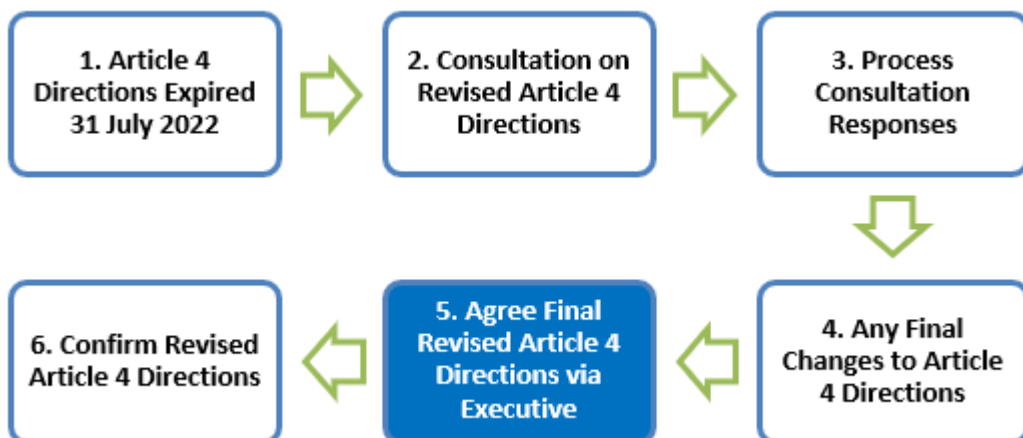 1. Article 4
Directions Expired
31 July 2022
2. Consultation on
Revised Article 4
Directions
3. Process
Consultation
Responses
4. Any Final
Changes to Article
4 Directions
5. Agree Final
Revised Article 4
Directions via
Executive
6. Confirm Revised
Article 4 Directions